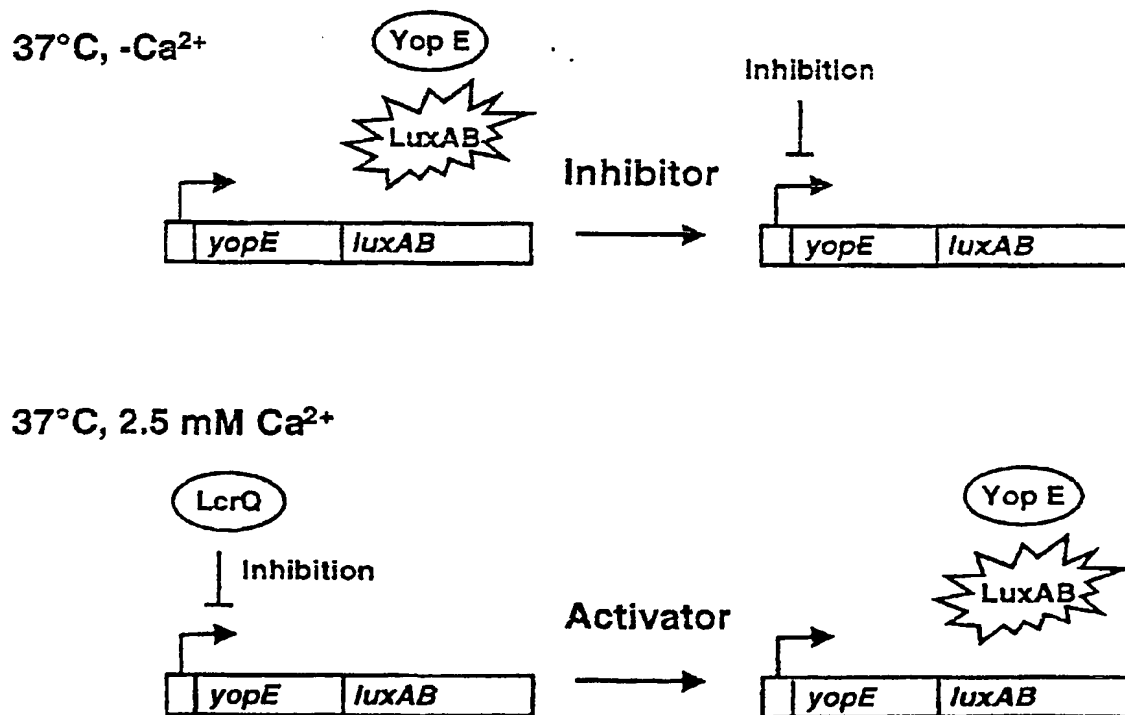 37°C, -Ca²⁺
Yop E
LuxAB
yopE luxAB
Inhibitor
Inhibition
yopE luxAB
37°C, 2.5 mM Ca²⁺
LcrQ
Inhibition
yopE luxAB
Activator
Yop E
LuxAB
yopE luxAB